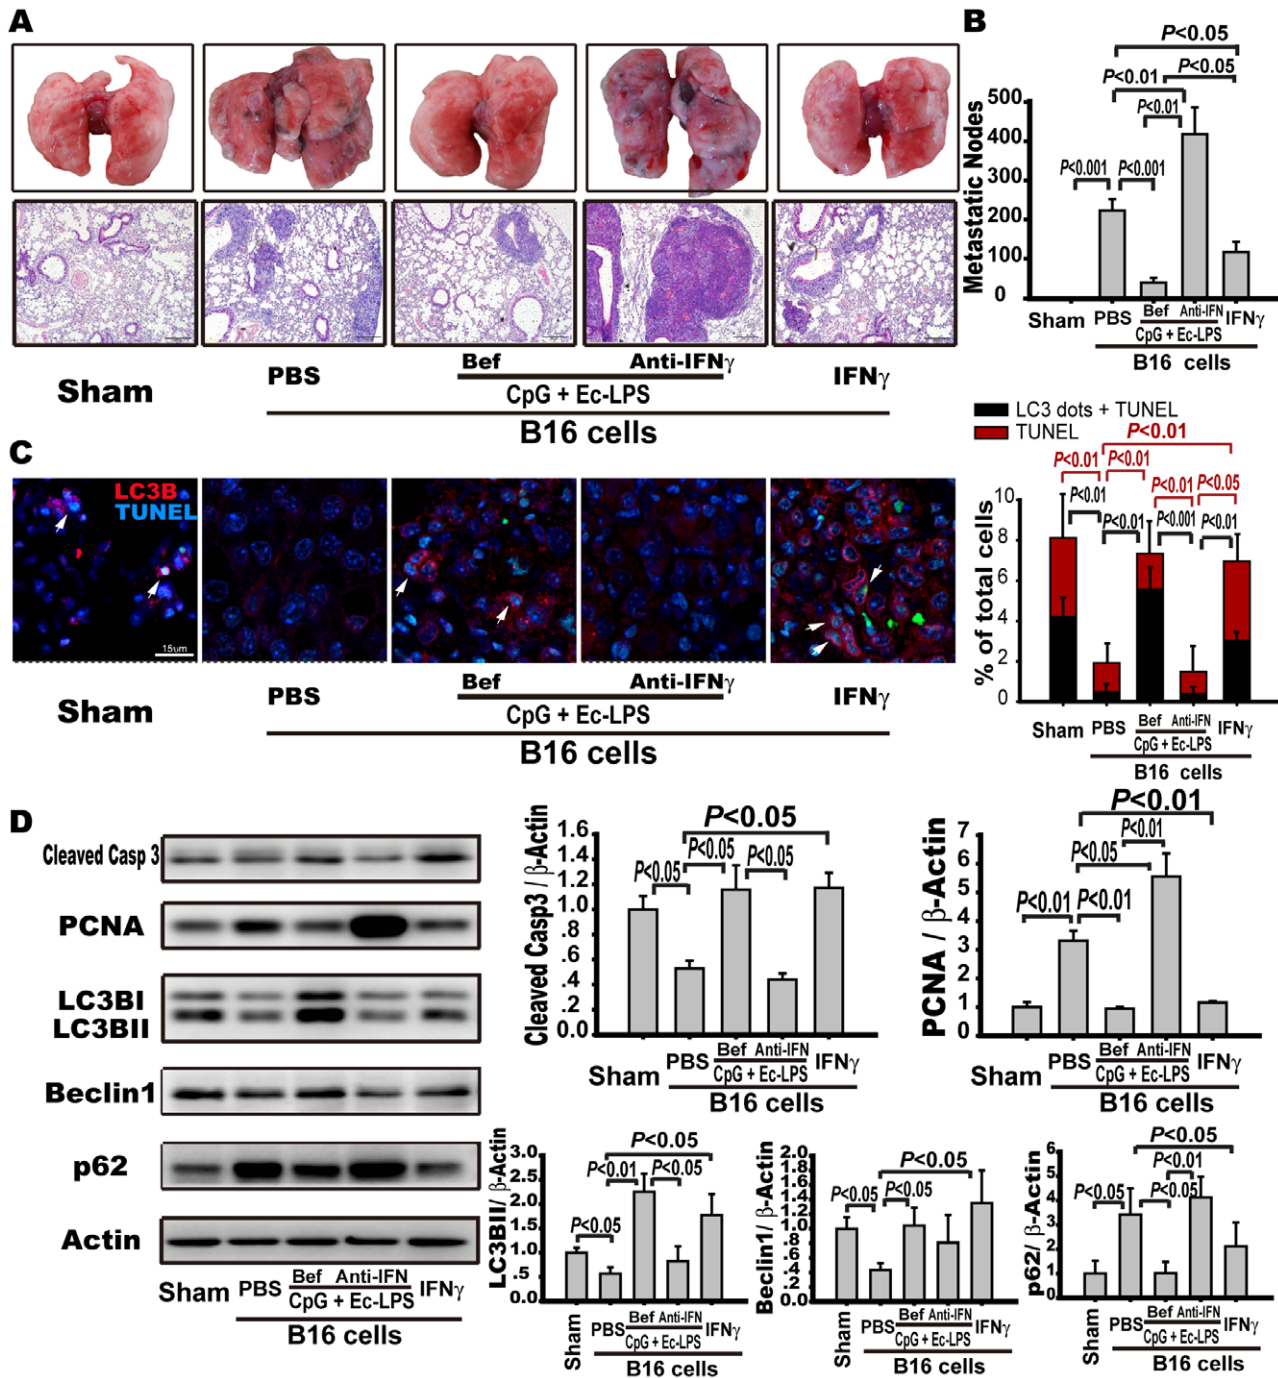 A
B
P<0.05
P<0.01
P<0.05
P<0.01
P<0.001
P<0.001
Metastatic Nodes
500
400
300
200
100
0
Sham
PBS
Bef
Anti-IFN
IFNγ
CpG + Ec-LPS
B16 cells
Sham
PBS
Bef
Anti-IFNγ
IFNγ
CpG + Ec-LPS
B16 cells
C
LC3B
TUNEL
15um
Sham
PBS
Bef
Anti-IFNγ
IFNγ
CpG + Ec-LPS
B16 cells
LC3 dots + TUNEL
TUNEL
P<0.01
P<0.01
P<0.01
P<0.01
P<0.05
P<0.01
P<0.01
P<0.001
P<0.01
% of total cells
10
8
6
4
2
0
Sham
PBS
Bef
Anti-IFN
IFNγ
CpG + Ec-LPS
B16 cells
D
Cleaved Casp 3
PCNA
LC3BI
LC3BII
Beclin1
p62
Actin
Sham
PBS
Bef
Anti-IFN
IFNγ
CpG + Ec-LPS
B16 cells
Cleaved Casp3 / β-Actin
1.6
1.4
1.2
1.0
.8
.6
.4
.2
0.0
P<0.05
P<0.05
P<0.05
P<0.05
Sham
PBS
Bef
Anti-IFN
IFNγ
CpG + Ec-LPS
B16 cells
PCNA / β-Actin
7
6
5
4
3
2
1
0
P<0.01
P<0.01
P<0.05
P<0.01
P<0.01
Sham
PBS
Bef
Anti-IFN
IFNγ
CpG + Ec-LPS
B16 cells
LC3BII/ β-Actin
3.0
2.5
2.0
1.5
1.0
.5
0.0
P<0.05
P<0.01
P<0.05
P<0.05
Sham
PBS
Bef
Anti-IFN
IFNγ
CpG + Ec-LPS
B16 cells
Beclin1/ β-Actin
2.0
1.8
1.6
1.4
1.2
1.0
.8
.6
.4
.2
0.0
P<0.05
P<0.05
P<0.05
Sham
PBS
Bef
Anti-IFN
IFNγ
CpG + Ec-LPS
B16 cells
p62/ β-Actin
6
5
4
3
2
1
0
P<0.05
P<0.01
P<0.05
P<0.05
Sham
PBS
Bef
Anti-IFN
IFNγ
CpG + Ec-LPS
B16 cells